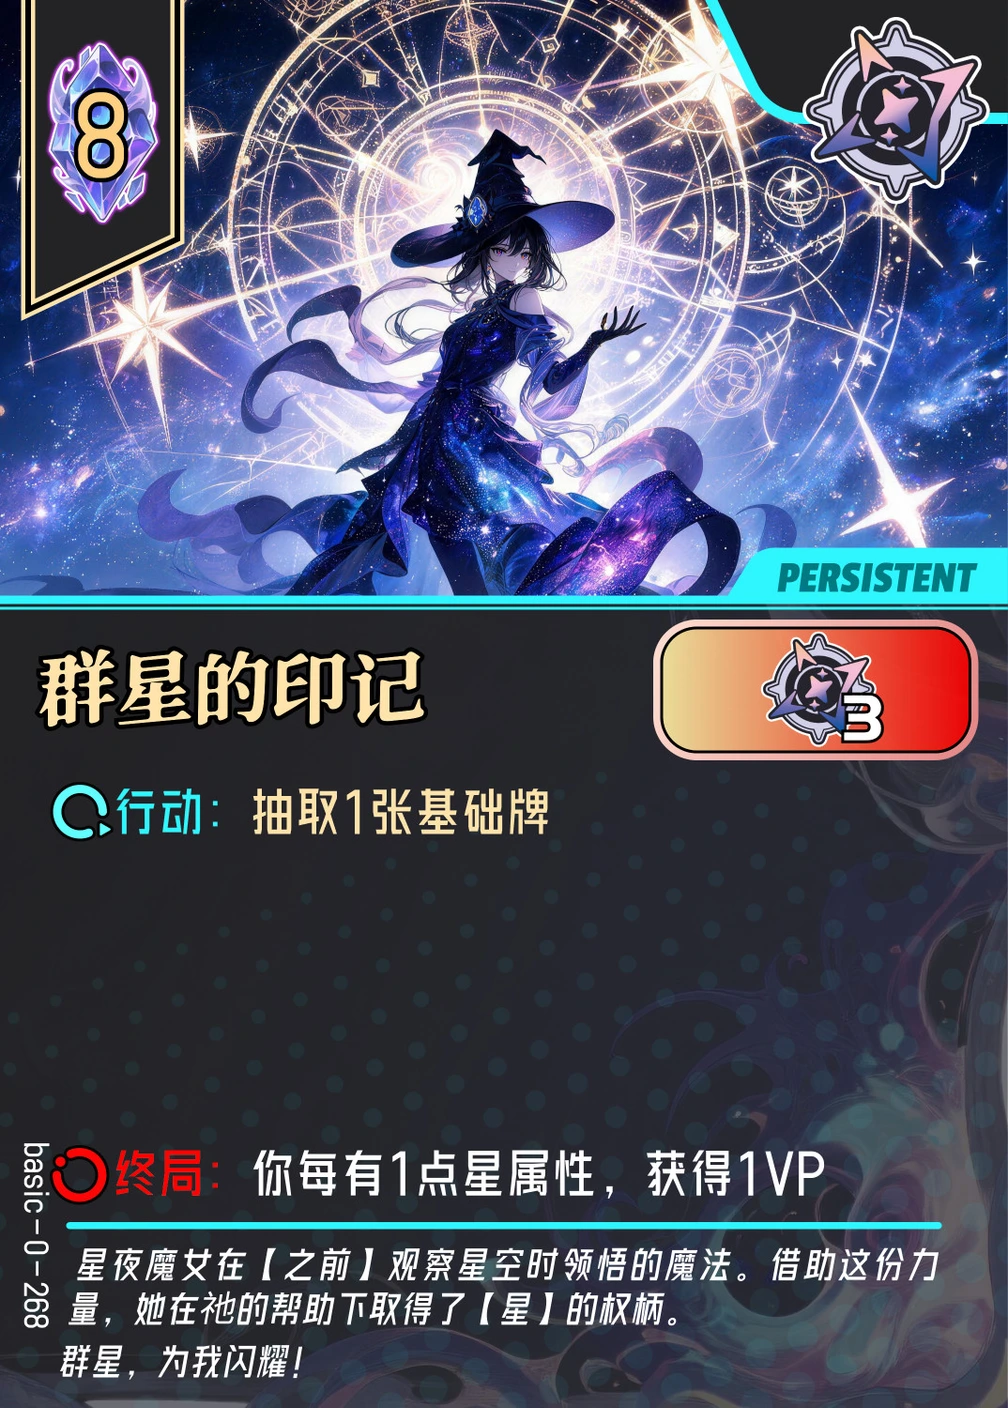 8
PERSISTENT
群星的印记
3
行动：抽取1张基础牌
终局：你每有1点星属性，获得1VP
basic-0-268
星夜魔女在【之前】观察星空时领悟的魔法。借助这份力
量，她在祂的帮助下取得了【星】的权柄。
群星，为我闪耀！